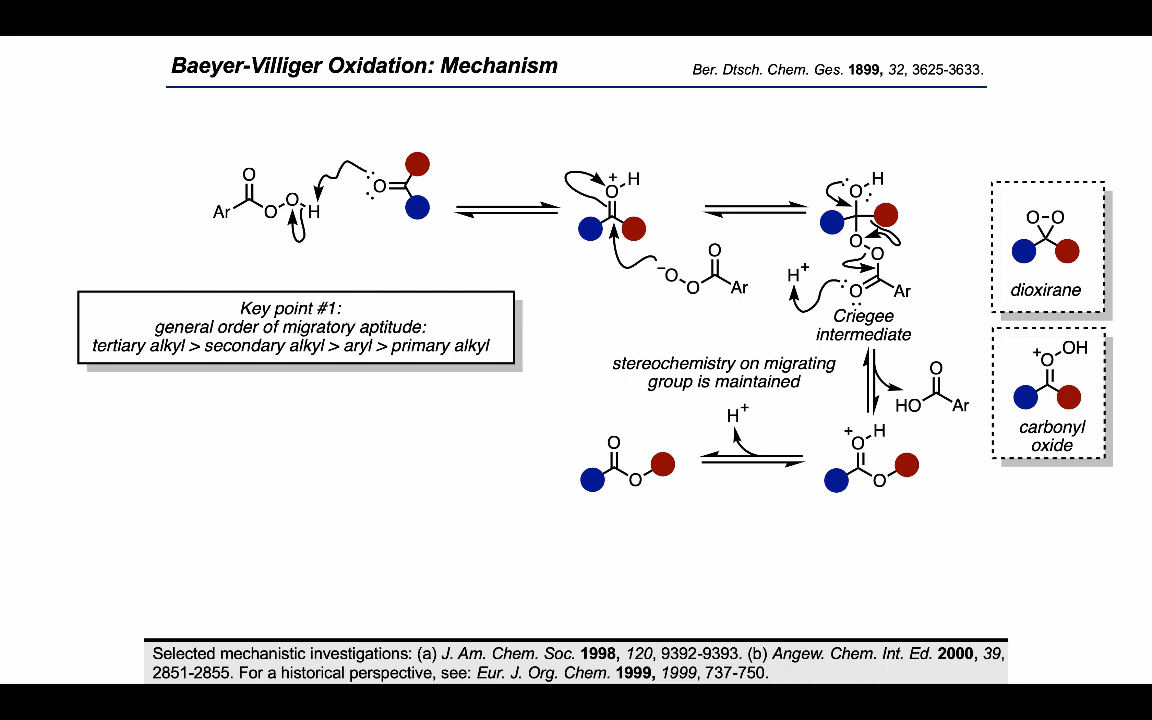 Baeyer-Villiger Oxidation: Mechanism
Ber. Dtsch. Chem. Ges. 1899, 32, 3625-3633.
O
Ar
O
O
H
:
O
:
+
O
H
−
O
O
O
Ar
:
O
:
H
O
O
O
Ar
:
:
H+
Criegee
intermediate
O-O
dioxirane
+
O
OH
carbonyl
oxide
Key point #1:
general order of migratory aptitude:
tertiary alkyl > secondary alkyl > aryl > primary alkyl
stereochemistry on migrating
group is maintained
O
HO
Ar
H+
O
O
+
O
H
O
Selected mechanistic investigations: (a) J. Am. Chem. Soc. 1998, 120, 9392-9393. (b) Angew. Chem. Int. Ed. 2000, 39,
2851-2855. For a historical perspective, see: Eur. J. Org. Chem. 1999, 1999, 737-750.